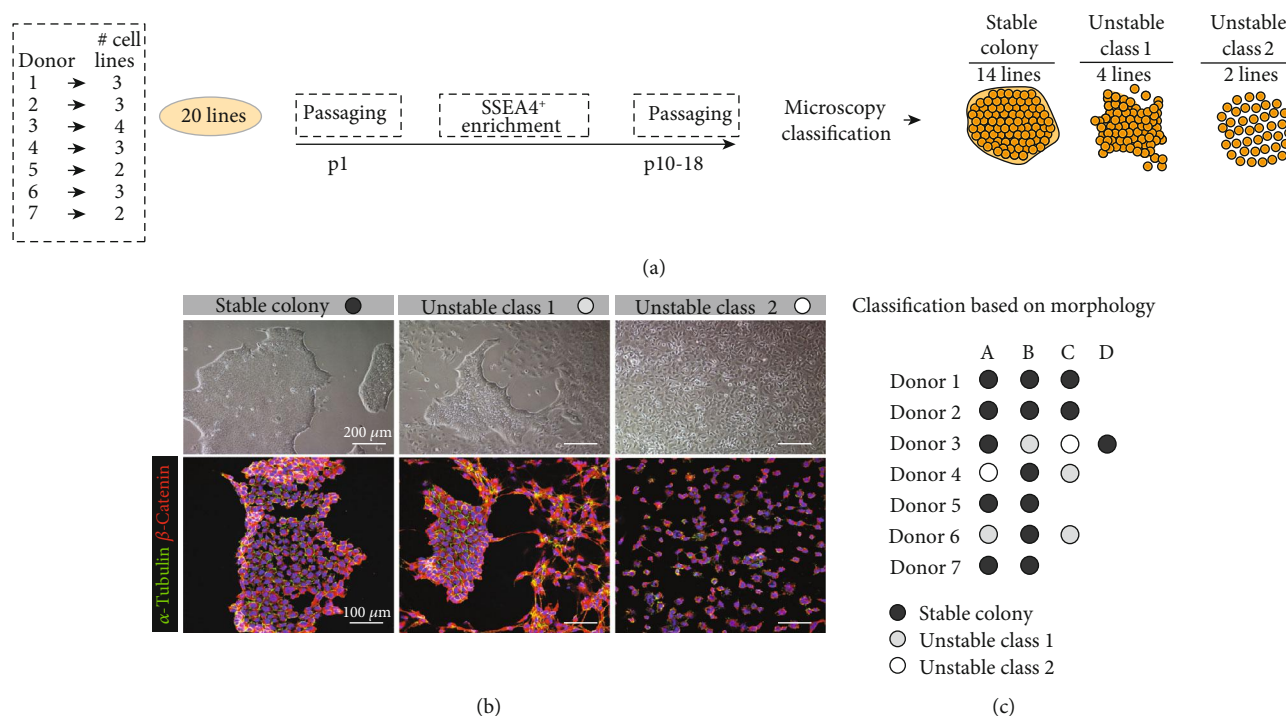 # cell
Donor lines
1 3
2 3
3 4
4 3
5 2
6 3
7 2
20 lines
Passaging
SSEA4⁺
enrichment
Passaging
p1
p10-18
Microscopy
classification
Stable
colony
14 lines
Unstable
class 1
4 lines
Unstable
class 2
2 lines
(a)
Stable colony
Unstable class 1
Unstable class 2
200 μm
α-Tubulin β-Catenin
100 μm
(b)
Classification based on morphology
A B C D
Donor 1
Donor 2
Donor 3
Donor 4
Donor 5
Donor 6
Donor 7
Stable colony
Unstable class 1
Unstable class 2
(c)